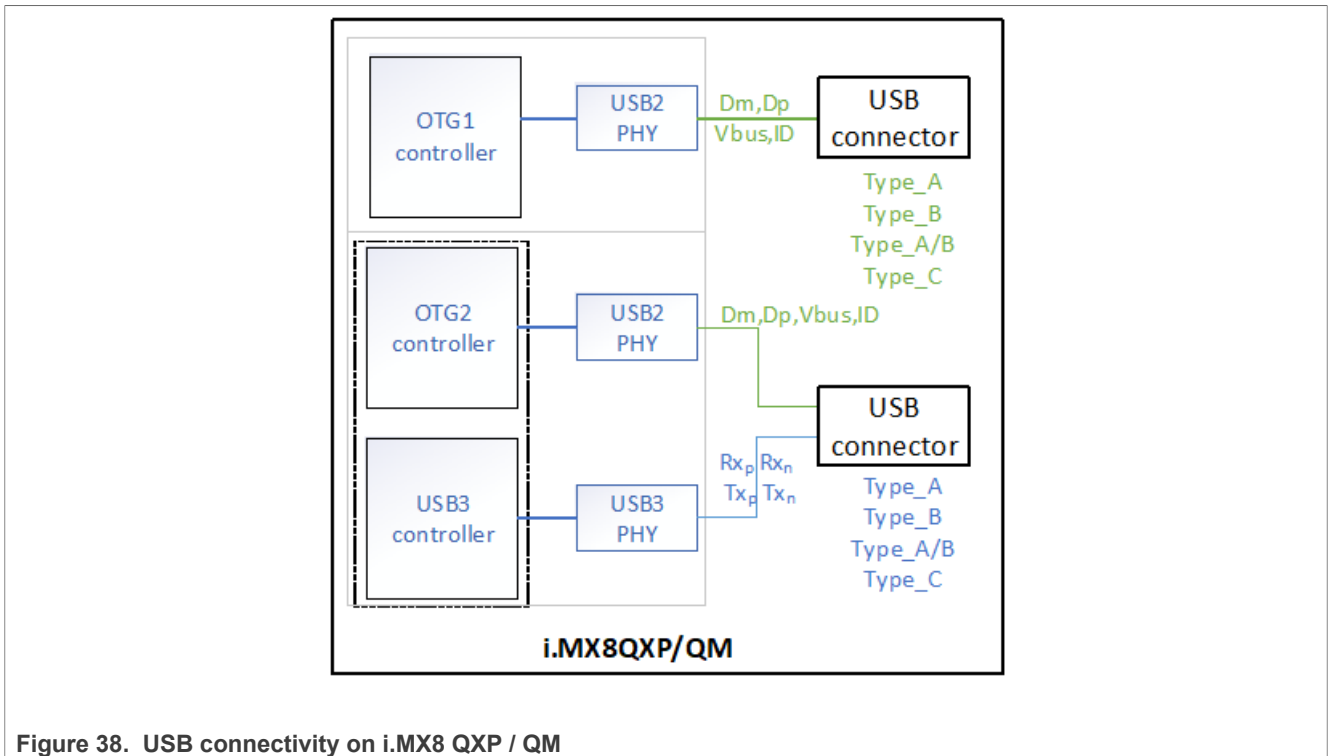 OTG1
controller
USB2
PHY
Dm,Dp
Vbus,ID
USB
connector
Type_A
Type_B
Type_A/B
Type_C
OTG2
controller
USB2
PHY
Dm,Dp,Vbus,ID
USB
connector
USB3
controller
USB3
PHY
Rxp Rxn
Txp Txn
Type_A
Type_B
Type_A/B
Type_C
i.MX8QXP/QM
Figure 38. USB connectivity on i.MX8 QXP / QM